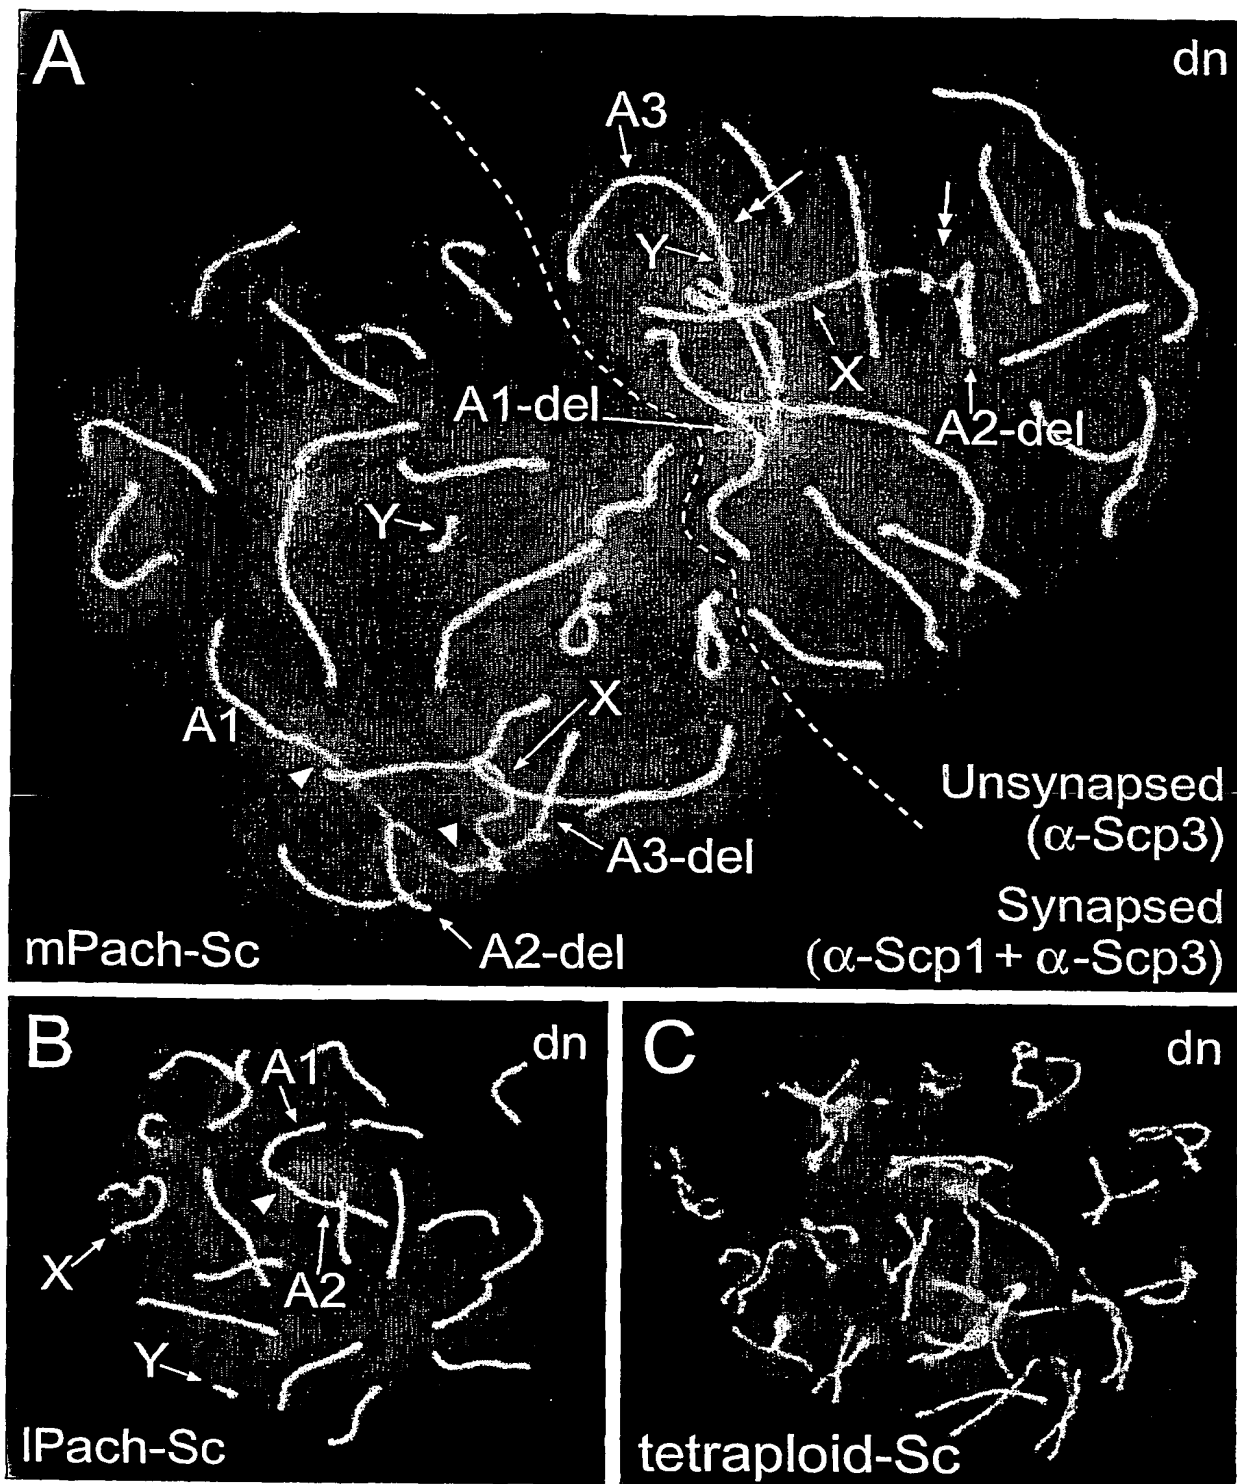 A
dn
A3
Y
X
A1-del
A2-del
Y
X
A1
A3-del
Unsynapsed
(α-Scp3)
Synapsed
(α-Scp1 + α-Scp3)
A2-del
mPach-Sc
B
dn
A1
X
A2
Y
lPach-Sc
C
dn
tetraploid-Sc